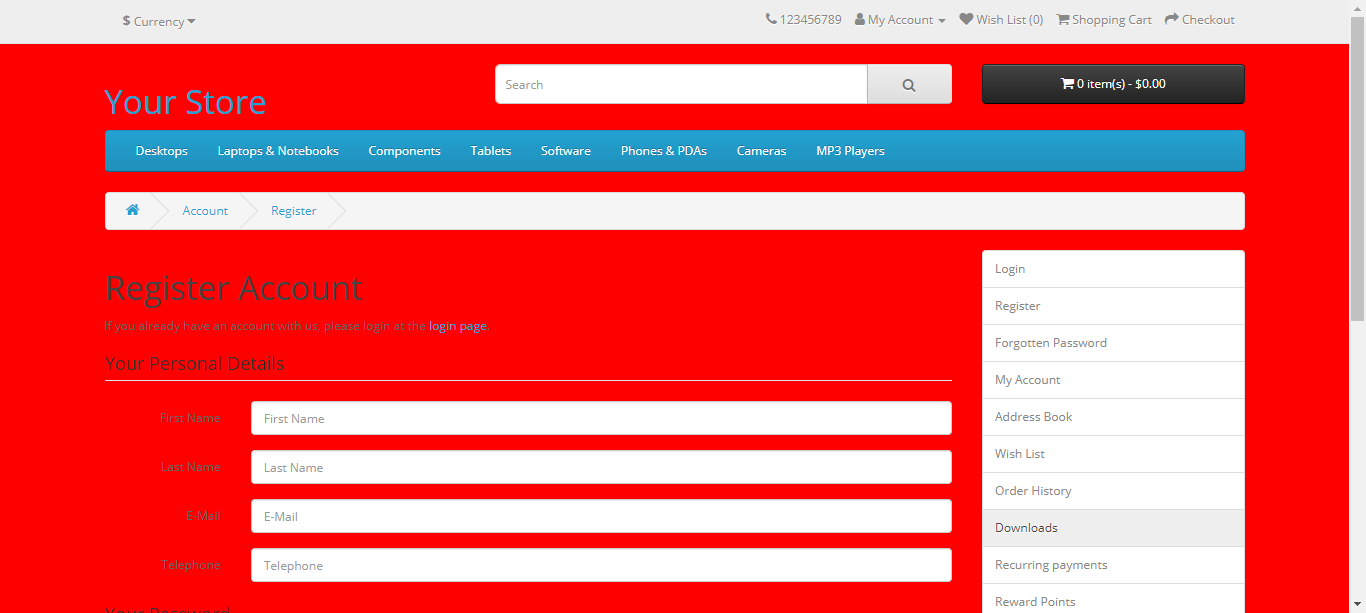 $ Currency
123456789 My Account Wish List (0) Shopping Cart Checkout
Your Store
Search
0 item(s) - $0.00
Desktops Laptops & Notebooks Components Tablets Software Phones & PDAs Cameras MP3 Players
Account Register
Register Account
If you already have an account with us, please login at the login page.
Your Personal Details
First Name First Name
Last Name Last Name
E-Mail E-Mail
Telephone Telephone
Your Password
Login
Register
Forgotten Password
My Account
Address Book
Wish List
Order History
Downloads
Recurring payments
Reward Points